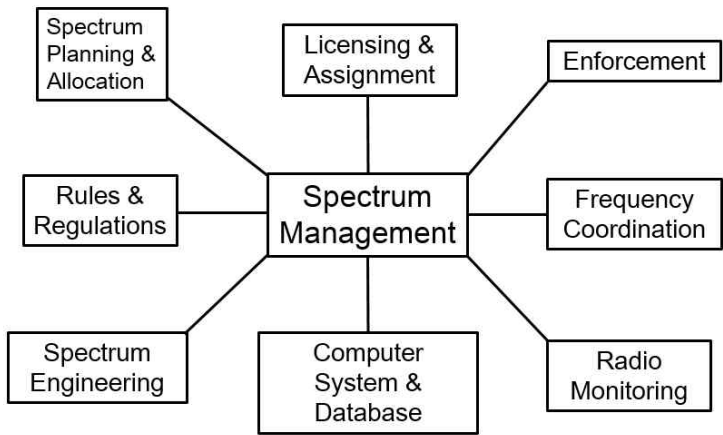 Spectrum
Planning &
Allocation
Licensing &
Assignment
Enforcement
Rules &
Regulations
Spectrum
Management
Frequency
Coordination
Spectrum
Engineering
Computer
System &
Database
Radio
Monitoring